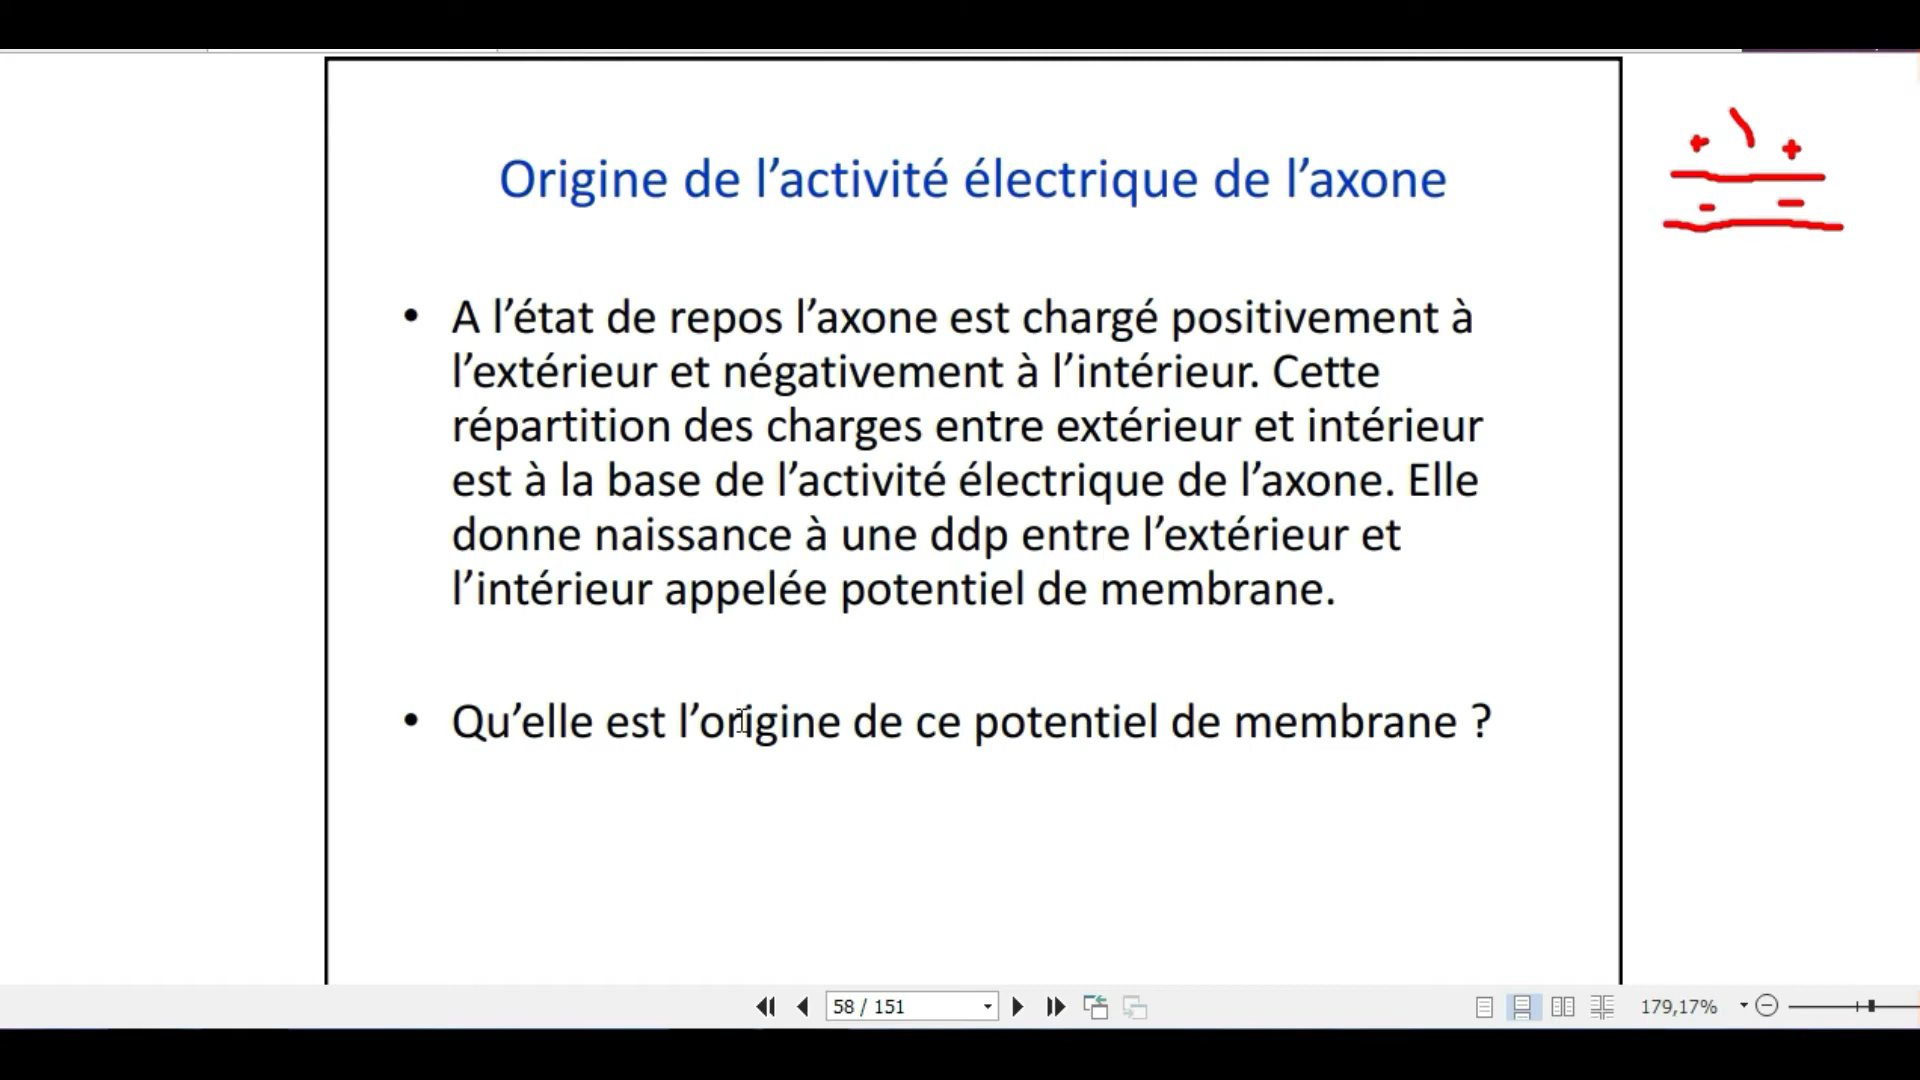 Origine de l’activité électrique de l’axone
+ +
- -
• A l’état de repos l’axone est chargé positivement à
l’extérieur et négativement à l’intérieur. Cette
répartition des charges entre extérieur et intérieur
est à la base de l’activité électrique de l’axone. Elle
donne naissance à une ddp entre l’extérieur et
l’intérieur appelée potentiel de membrane.
• Qu’elle est l’origine de ce potentiel de membrane ?
58 / 151
179,17%